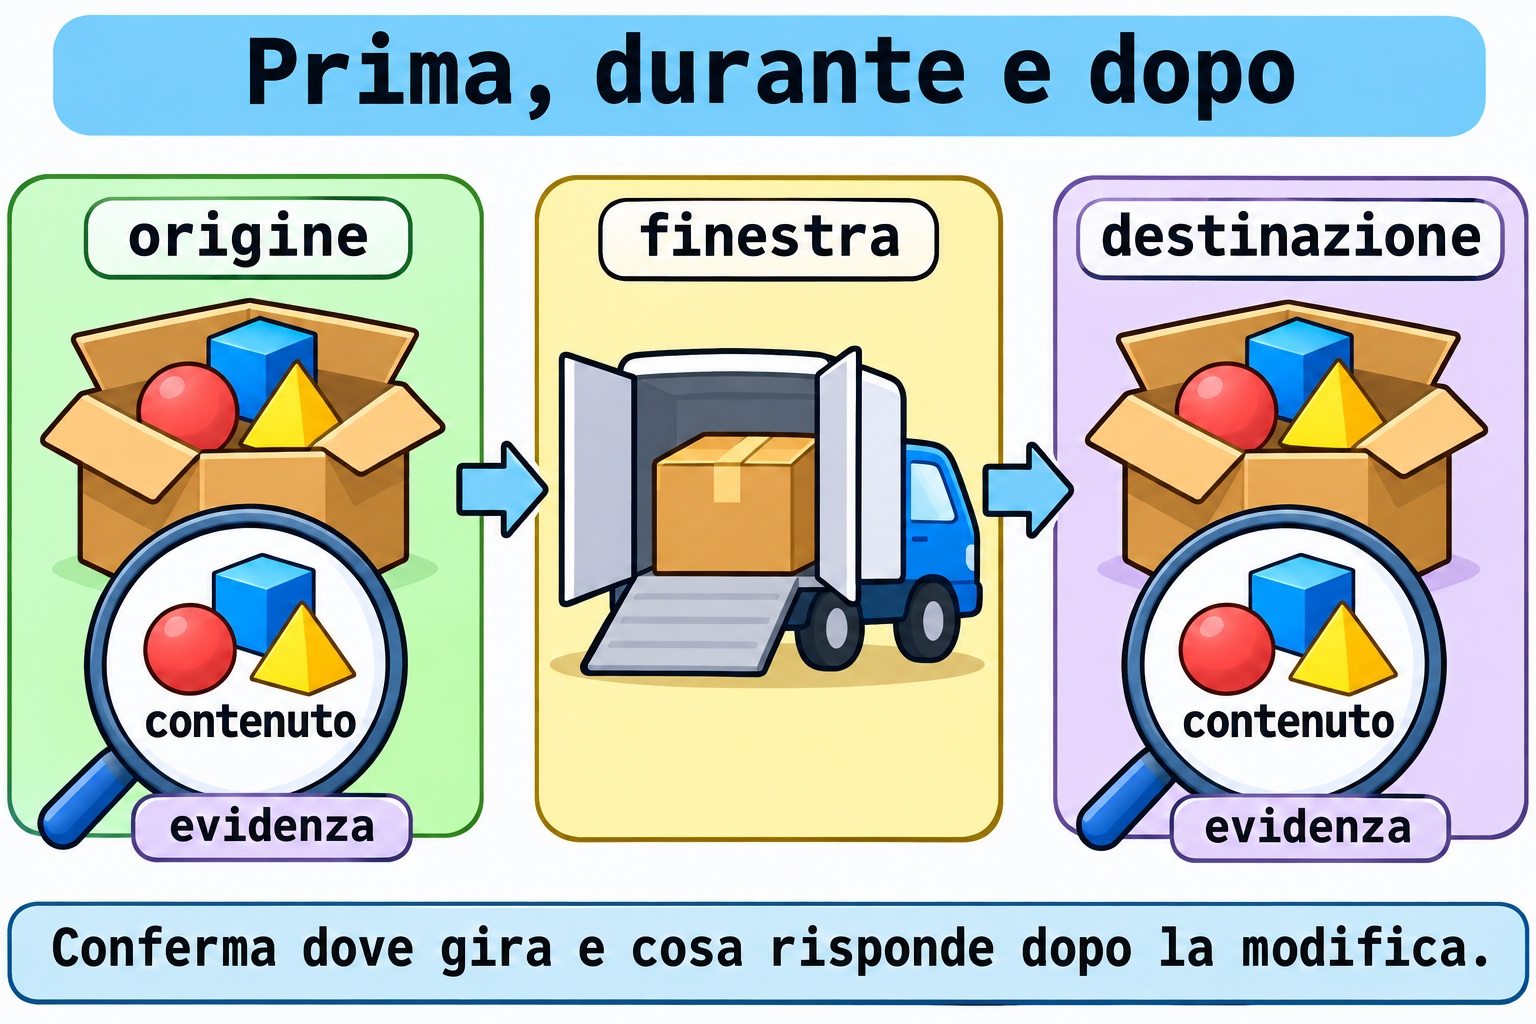 Prima, durante e dopo
origine
finestra
destinazione
contenuto
contenuto
evidenza
evidenza
Conferma dove gira e cosa risponde dopo la modifica.